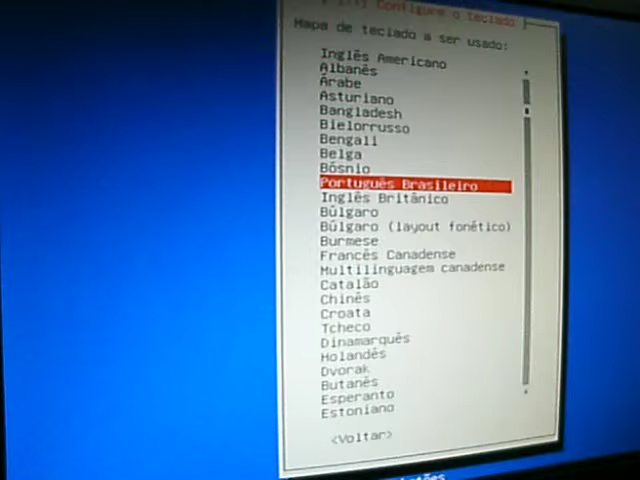 [!!] Configure o teclado
Mapa de teclado a ser usado:
Inglês Americano
Albanês
Árabe
Asturiano
Bangladesh
Bielorrusso
Bengali
Belga
Bósnio
Português Brasileiro
Inglês Britânico
Búlgaro
Búlgaro (layout fonético)
Burmese
Francês Canadense
Multilinguagem canadense
Catalão
Chinês
Croata
Tcheco
Dinamarquês
Holandês
Dvorak
Butanês
Esperanto
Estoniano
<Voltar>